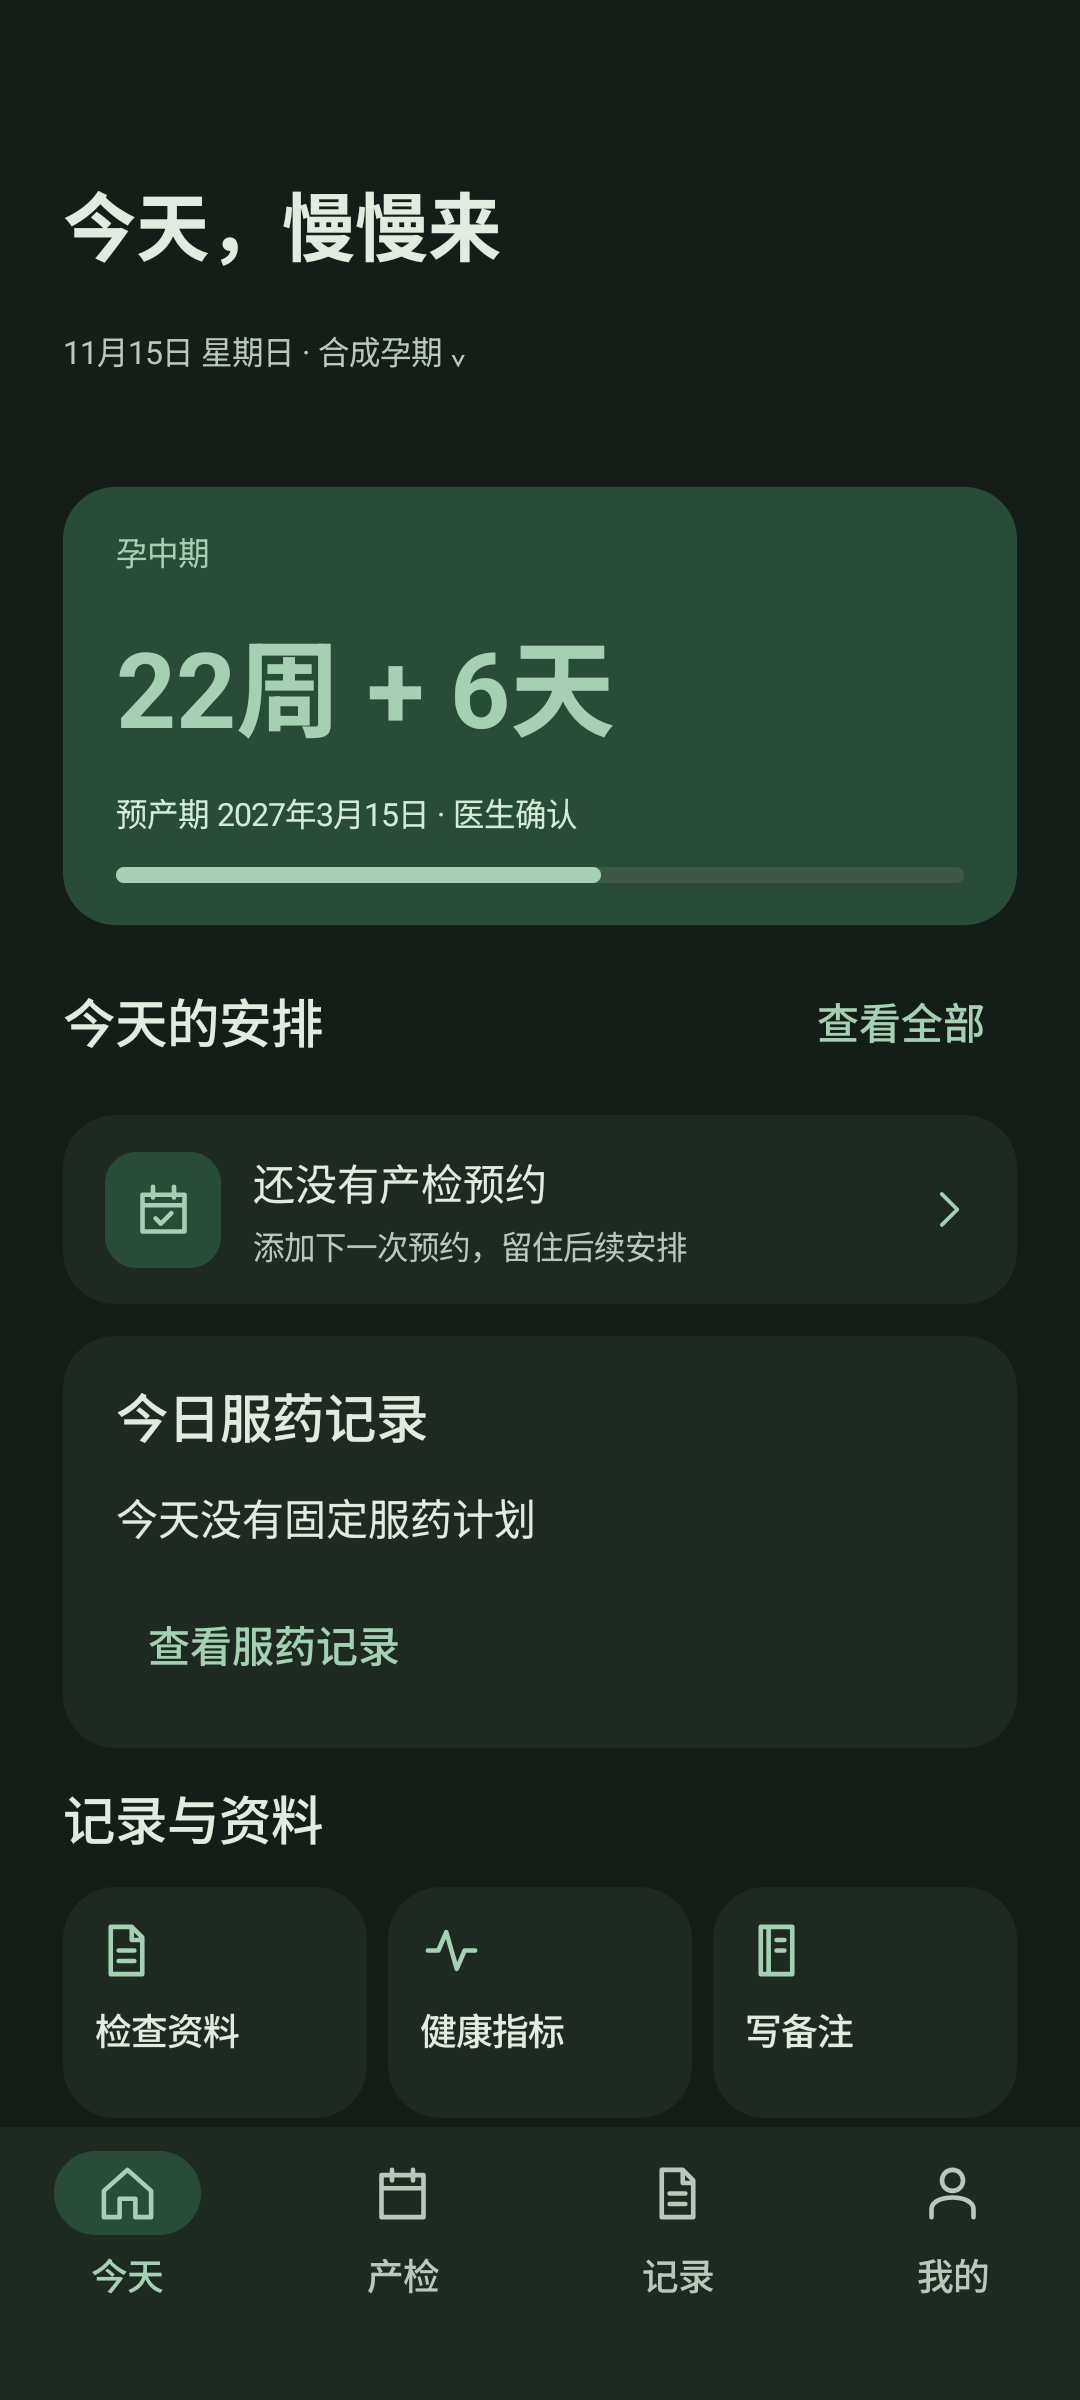 今天，慢慢来
11月15日 星期日 · 合成孕期
孕中期
22周 + 6天
预产期 2027年3月15日 · 医生确认
今天的安排 查看全部
还没有产检预约
添加下一次预约，留住后续安排
今日服药记录
今天没有固定服药计划
查看服药记录
记录与资料
检查资料 健康指标 写备注
今天 产检 记录 我的